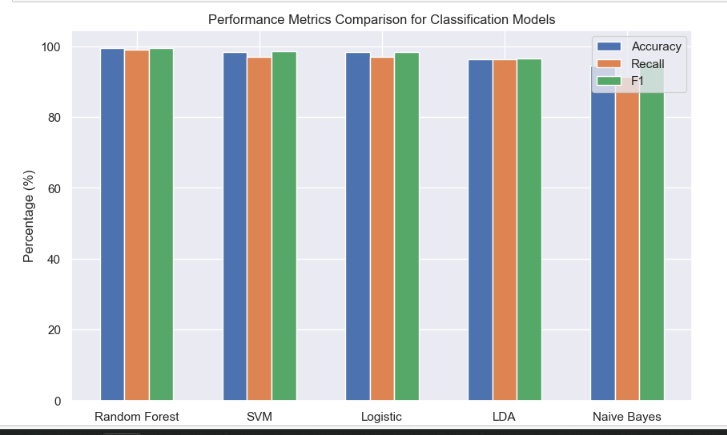 Performance Metrics Comparison for Classification Models
100
80
60
40
20
0
Percentage (%)
Accuracy
Recall
F1
Random Forest
SVM
Logistic
LDA
Naive Bayes